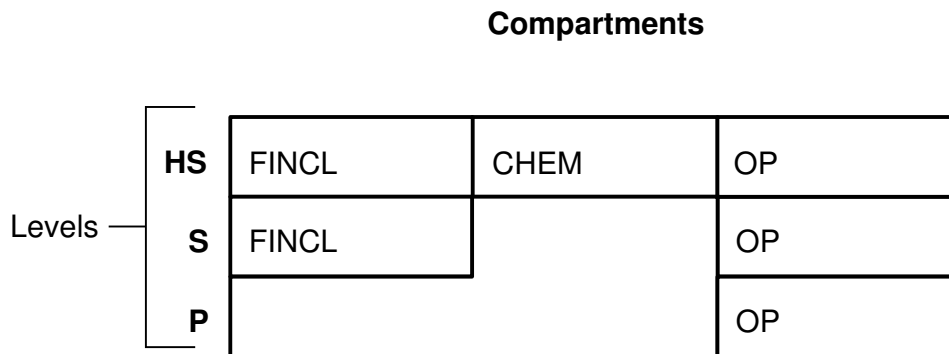 Compartments
HS FINCL CHEM OP
Levels
S FINCL OP
P OP